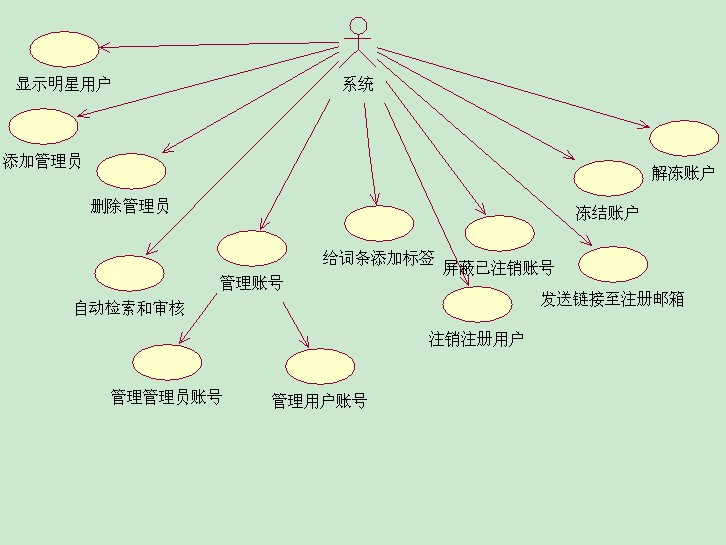 显示明星用户
系统
添加管理员
解冻账户
删除管理员
冻结账户
给词条添加标签
屏蔽已注销账号
管理账号
发送链接至注册邮箱
自动检索和审核
注销注册用户
管理管理员账号
管理用户账号